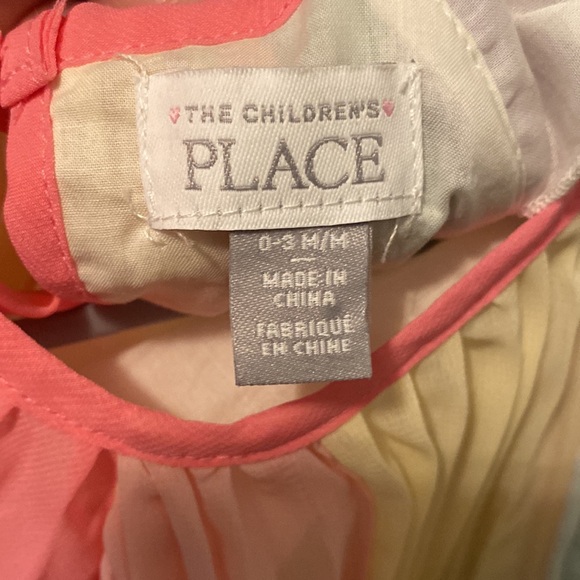 THE CHILDREN'S
PLACE
0-3 M/M
MADE IN
CHINA
FABRIQUÉ
EN CHINE